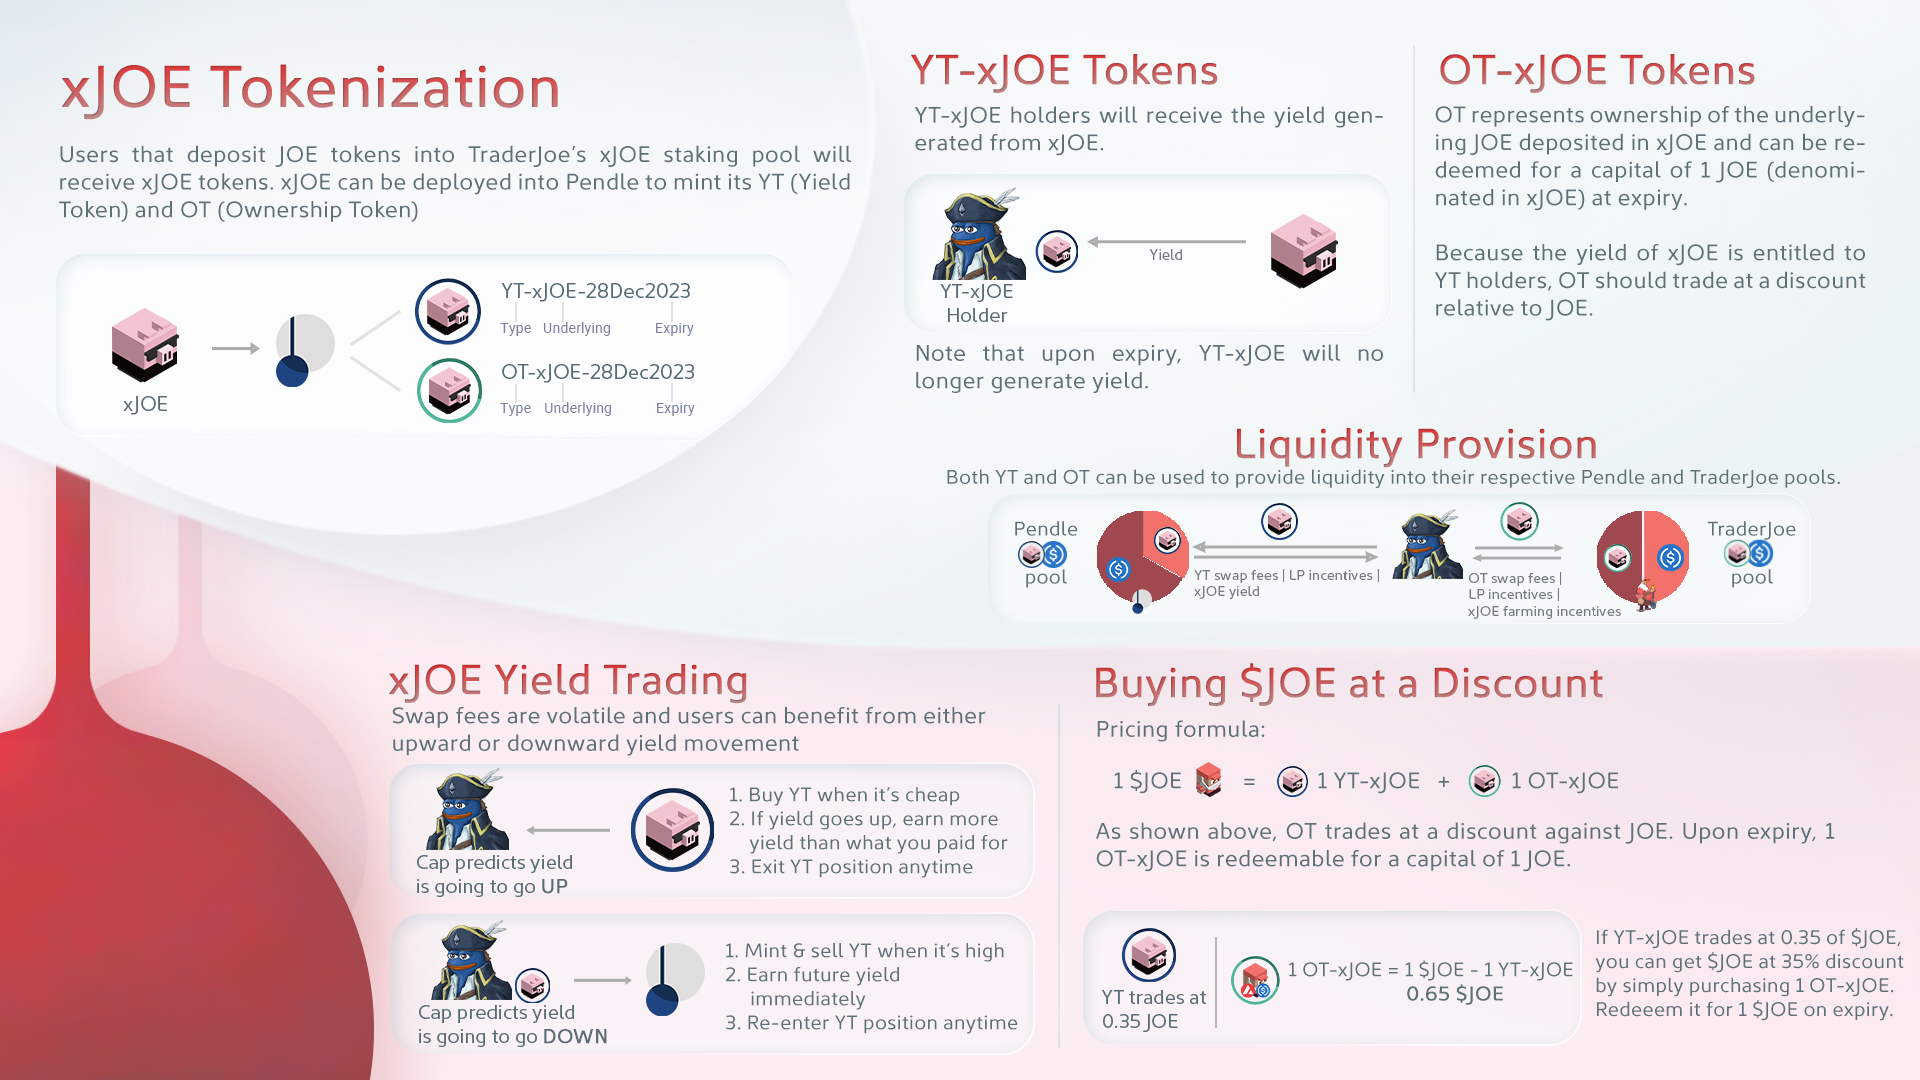 xJOE Tokenization
Users that deposit JOE tokens into TraderJoe's xJOE staking pool will
receive xJOE tokens. xJOE can be deployed into Pendle to mint its YT (Yield
Token) and OT (Ownership Token)
xJOE
YT-xJOE-28Dec2023
Type Underlying Expiry
OT-xJOE-28Dec2023
Type Underlying Expiry
YT-xJOE Tokens
YT-xJOE holders will receive the yield gen-
erated from xJOE.
Yield
YT-xJOE
Holder
Note that upon expiry, YT-xJOE will no
longer generate yield.
OT-xJOE Tokens
OT represents ownership of the underly-
ing JOE deposited in xJOE and can be re-
deemed for a capital of 1 JOE (denomi-
nated in xJOE) at expiry.
Because the yield of xJOE is entitled to
YT holders, OT should trade at a discount
relative to JOE.
Liquidity Provision
Both YT and OT can be used to provide liquidity into their respective Pendle and TraderJoe pools.
Pendle
pool
YT swap fees | LP incentives |
xJOE yield
OT swap fees |
LP incentives |
xJOE farming incentives
TraderJoe
pool
xJOE Yield Trading
Swap fees are volatile and users can benefit from either
upward or downward yield movement
Cap predicts yield
is going to go UP
1. Buy YT when it's cheap
2. If yield goes up, earn more
yield than what you paid for
3. Exit YT position anytime
Cap predicts yield
is going to go DOWN
1. Mint & sell YT when it's high
2. Earn future yield
immediately
3. Re-enter YT position anytime
Buying $JOE at a Discount
Pricing formula:
1 $JOE = 1 YT-xJOE + 1 OT-xJOE
As shown above, OT trades at a discount against JOE. Upon expiry, 1
OT-xJOE is redeemable for a capital of 1 JOE.
YT trades at
0.35 JOE
1 OT-xJOE = 1 $JOE - 1 YT-xJOE
0.65 $JOE
If YT-xJOE trades at 0.35 of $JOE,
you can get $JOE at 35% discount
by simply purchasing 1 OT-xJOE.
Redeeem it for 1 $JOE on expiry.